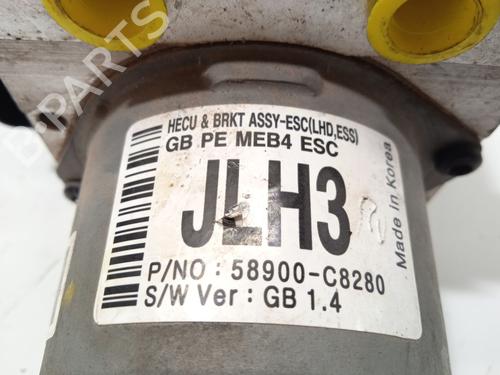 HECU & BRKT ASSY-ESC(LHD,ESS)
GB PE MEB4 ESC
JLH3
P/NO : 58900-C8280
S/W Ver : GB 1.4
Made in Korea